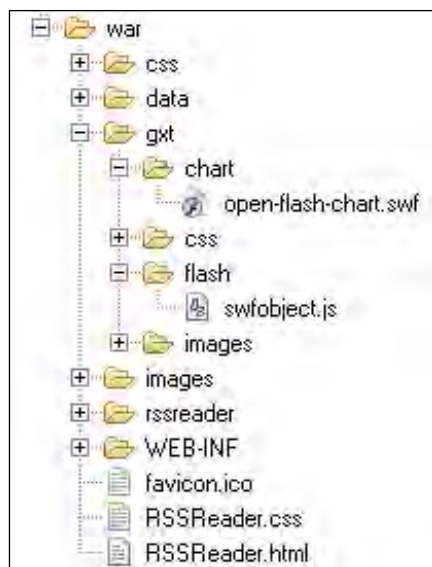 war
css
data
gxt
chart
open-flash-chart.swf
css
flash
swfobject.js
images
images
rssreader
WEB-INF
favicon.ico
RSSReader.css
RSSReader.html